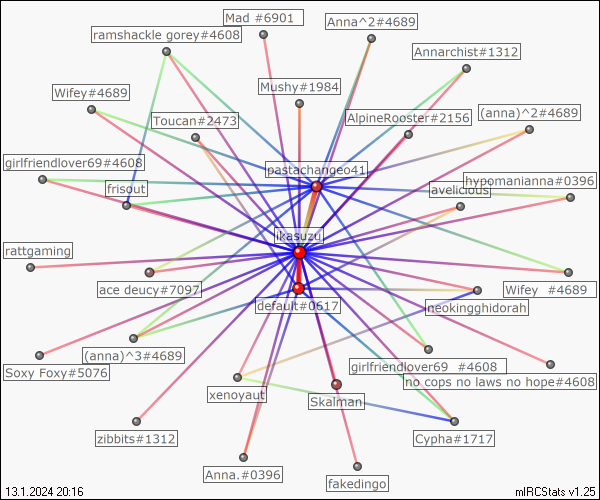 Mad #6901
Anna^2#4689
ramshackle gorey#4608
Annarchist#1312
Wifey#4689
Mushy#1984
Toucan#2473
AlpineRooster#2156
(anna)^2#4689
girlfriendlover69#4608
pastachangeo41
hypomanianna#0396
frisout
avelicious
ikasuzu
rattgaming
ace deucy#7097
Wifey #4689
default#0617
neokingghidorah
(anna)^3#4689
girlfriendlover69 #4608
Soxy Foxy#5076
no cops no laws no hope#4608
xenoyaut
Skalman
zibbits#1312
Cypha#1717
Anna.#0396
fakedingo
13.1.2024 20:16
mIRCStats v1.25